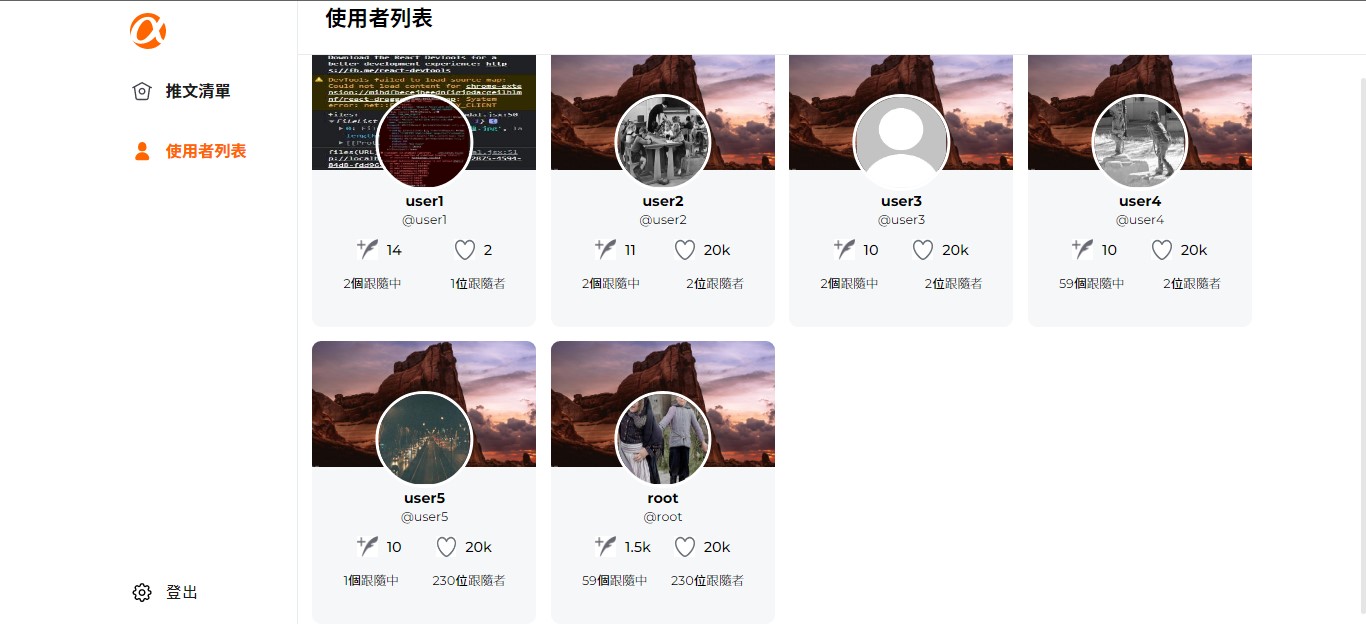 使用者列表
推文清單
使用者列表
登出
Download the React DevTools for a
better development experience: http
s://fb.me/react-devtools
DevTools failed to load source map:
Could not load content for chrome-exte
System
user1
@user1
14 2
2個跟隨中 1位跟隨者
user2
@user2
11 20k
2個跟隨中 2位跟隨者
user3
@user3
10 20k
2個跟隨中 2位跟隨者
user4
@user4
10 20k
59個跟隨中 2位跟隨者
user5
@user5
10 20k
1個跟隨中 230位跟隨者
root
@root
1.5k 20k
59個跟隨中 230位跟隨者